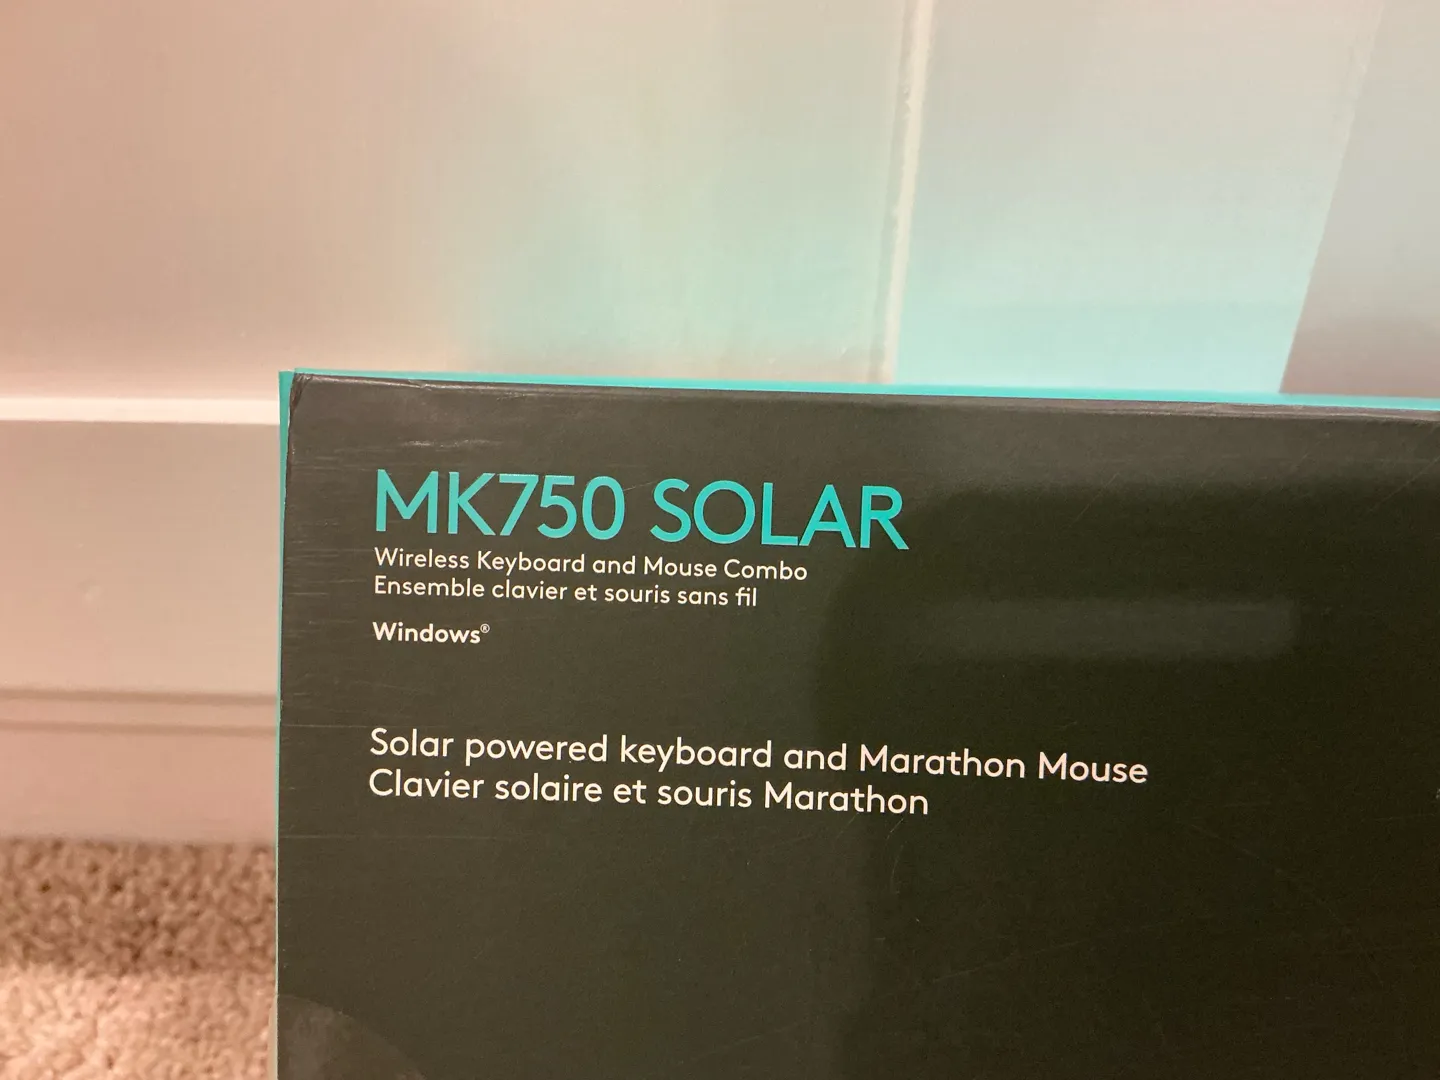 MK750 SOLAR
Wireless Keyboard and Mouse Combo
Ensemble clavier et souris sans fil
Windows®
Solar powered keyboard and Marathon Mouse
Clavier solaire et souris Marathon